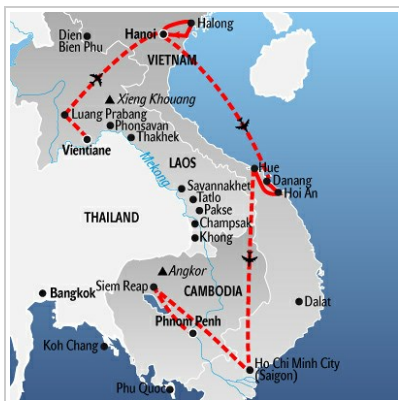 Halong
Hanoi
Dien
Bien Phu
VIETNAM
Xieng Khouang
Luang Prabang
Phonsavan
Thakhek
Vientiane
LAOS
Mekong
Hue
Danang
Hoi An
Savannakhet
Tatlo
Pakse
Champsak
Khong
THAILAND
Angkor
Siem Reap
CAMBODIA
Bangkok
Dalat
Phnom Penh
Koh Chang
Ho Chi Minh City
(Saigon)
Phu Quoc